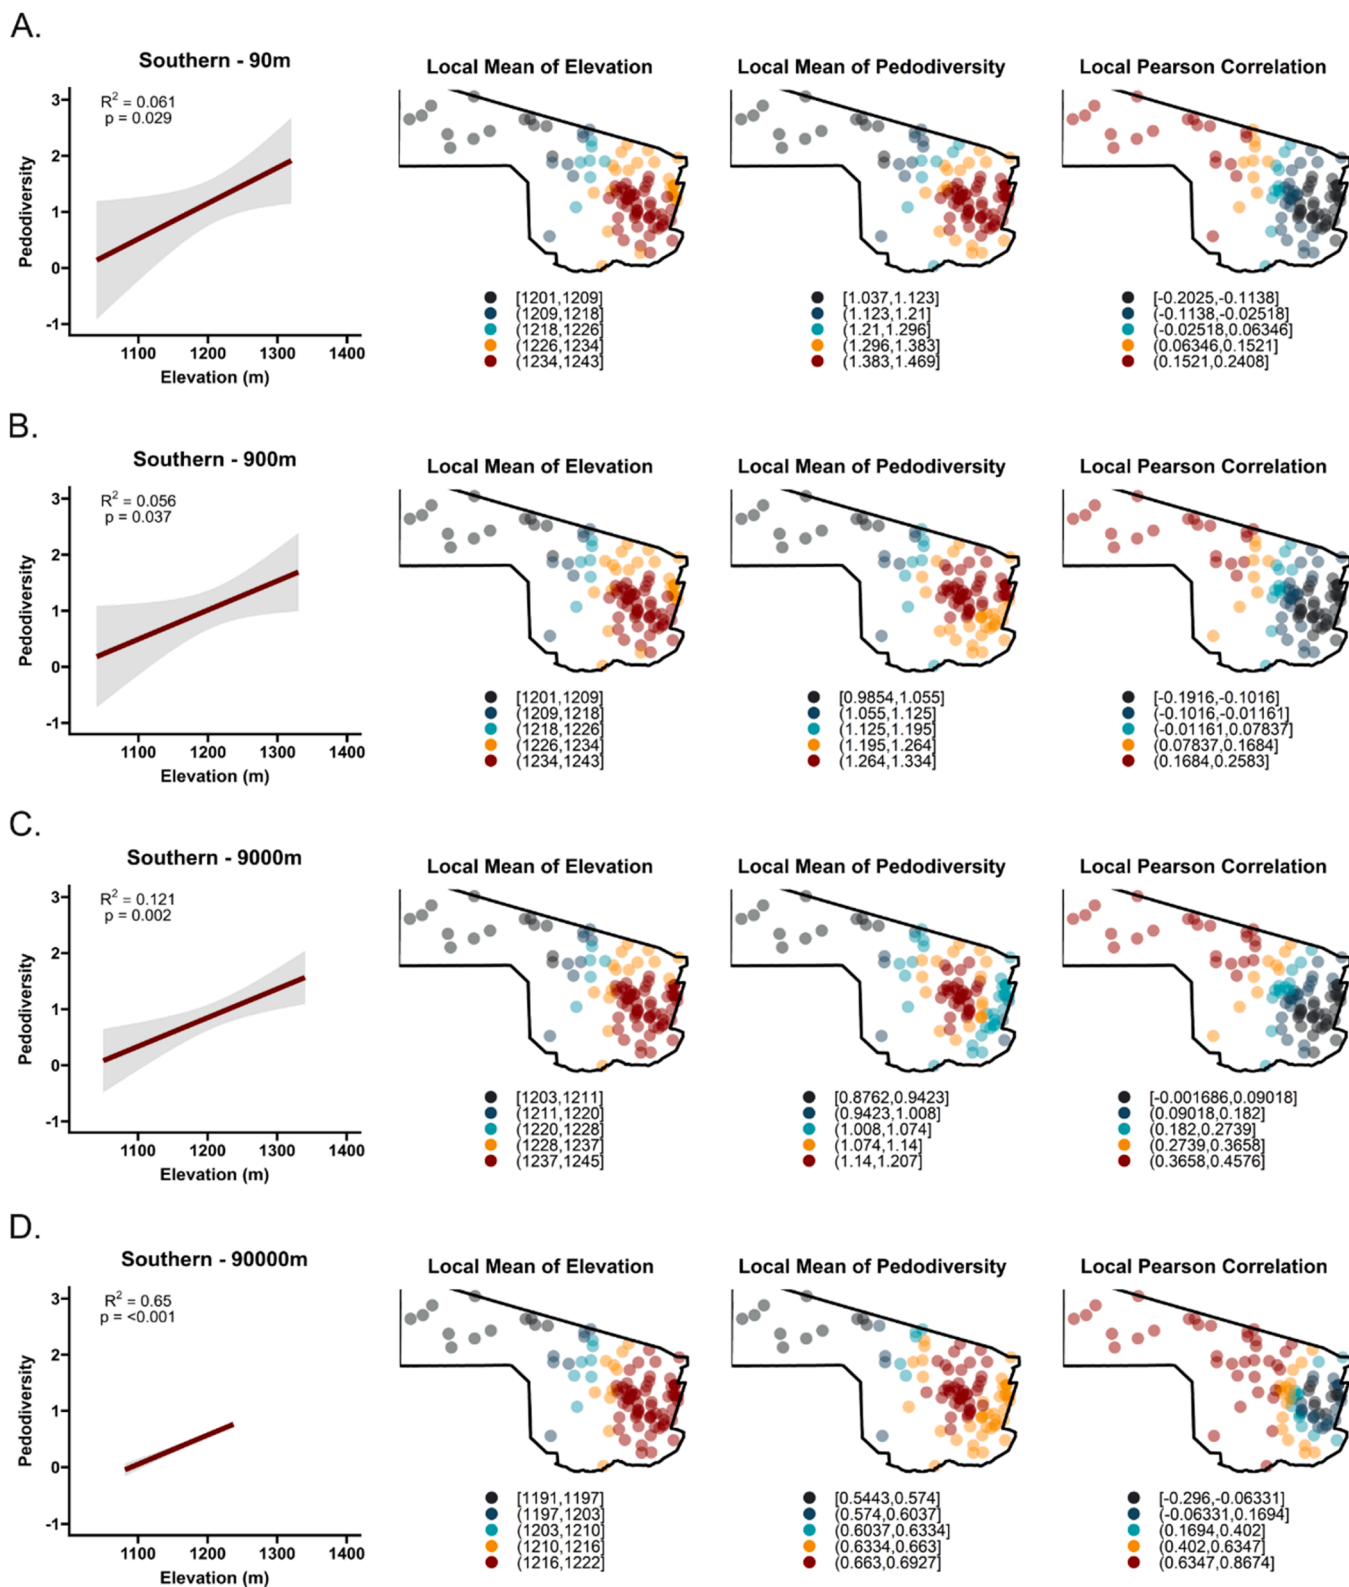 A.
Southern - 90m
Local Mean of Elevation
Local Mean of Pedodiversity
Local Pearson Correlation
R² = 0.061
p = 0.029
3
2
1
0
-1
Pedodiversity
1100 1200 1300 1400
Elevation (m)
[1201,1209]
(1209,1218]
(1218,1226]
(1226,1234]
(1234,1243]
[1.037,1.123]
(1.123,1.21]
(1.21,1.296]
(1.296,1.383]
(1.383,1.469]
[-0.2025,-0.1138]
(-0.1138,-0.02518]
(-0.02518,0.06346]
(0.06346,0.1521]
(0.1521,0.2408]
B.
Southern - 900m
Local Mean of Elevation
Local Mean of Pedodiversity
Local Pearson Correlation
R² = 0.056
p = 0.037
3
2
1
0
-1
Pedodiversity
1100 1200 1300 1400
Elevation (m)
[1201,1209]
(1209,1218]
(1218,1226]
(1226,1234]
(1234,1243]
[0.9854,1.055]
(1.055,1.125]
(1.125,1.195]
(1.195,1.264]
(1.264,1.334]
[-0.1916,-0.1016]
(-0.1016,-0.01161]
(-0.01161,0.07837]
(0.07837,0.1684]
(0.1684,0.2583]
C.
Southern - 9000m
Local Mean of Elevation
Local Mean of Pedodiversity
Local Pearson Correlation
R² = 0.121
p = 0.002
3
2
1
0
-1
Pedodiversity
1100 1200 1300 1400
Elevation (m)
[1203,1211]
(1211,1220]
(1220,1228]
(1228,1237]
(1237,1245]
[0.8762,0.9423]
(0.9423,1.008]
(1.008,1.074]
(1.074,1.14]
(1.14,1.207]
[-0.001686,0.09018]
(0.09018,0.182]
(0.182,0.2739]
(0.2739,0.3658]
(0.3658,0.4576]
D.
Southern - 90000m
Local Mean of Elevation
Local Mean of Pedodiversity
Local Pearson Correlation
R² = 0.65
p = <0.001
3
2
1
0
-1
Pedodiversity
1100 1200 1300 1400
Elevation (m)
[1191,1197]
(1197,1203]
(1203,1210]
(1210,1216]
(1216,1222]
[0.5443,0.574]
(0.574,0.6037]
(0.6037,0.6334]
(0.6334,0.663]
(0.663,0.6927]
[-0.296,-0.06331]
(-0.06331,0.1694]
(0.1694,0.402]
(0.402,0.6347]
(0.6347,0.8674]